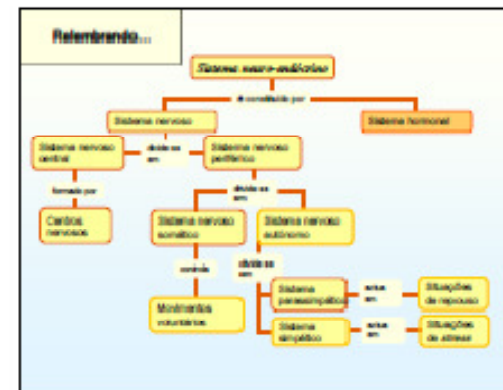 Relembrando...
Sistema neuro-endócrino
é constituído por
Sistema nervoso
Sistema hormonal
Sistema nervoso
central
divide-se
em
Sistema nervoso
periférico
formado por
divide-se
em
Centros
nervosos
Sistema nervoso
somático
Sistema nervoso
autónomo
controla
divide-se
em
Movimentos
voluntários
Sistema
parassimpático
actua
em
Situações
de repouso
Sistema
simpático
actua
em
Situações
de stress